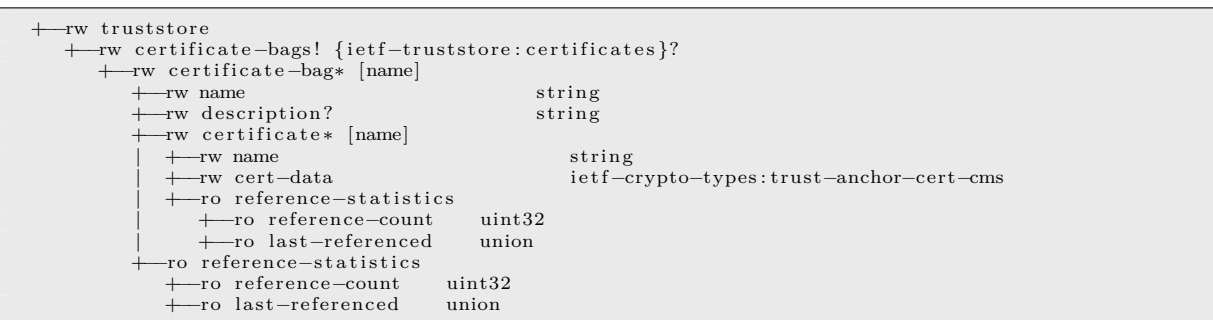 +--rw truststore
   +--rw certificate-bags! {ietf-truststore:certificates}?
      +--rw certificate-bag* [name]
         +--rw name                          string
         +--rw description?                  string
         +--rw certificate* [name]
         |  +--rw name                          string
         |  +--rw cert-data                     ietf-crypto-types:trust-anchor-cert-cms
         |  +--ro reference-statistics
         |     +--ro reference-count    uint32
         |     +--ro last-referenced    union
         +--ro reference-statistics
            +--ro reference-count    uint32
            +--ro last-referenced    union